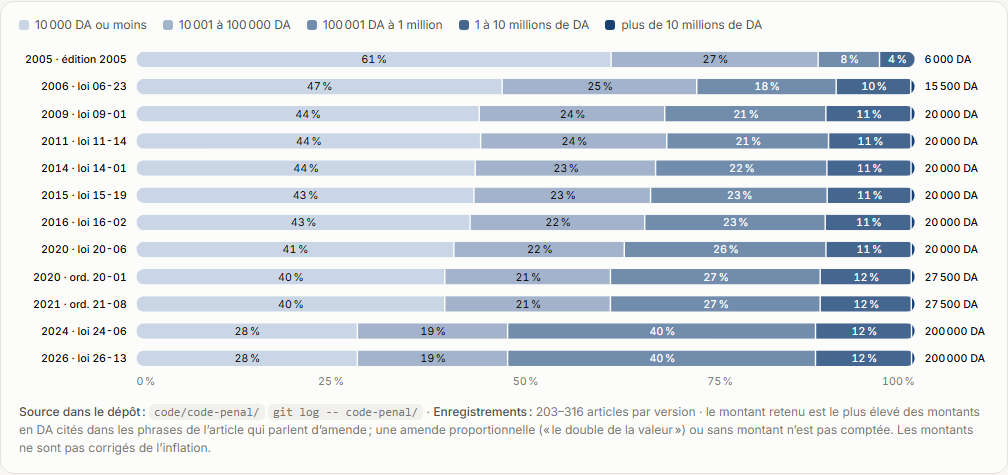 10 000 DA ou moins 10 001 à 100 000 DA 100 001 DA à 1 million 1 à 10 millions de DA plus de 10 millions de DA
2005 · édition 2005 61 % 27 % 8 % 4 % 6 000 DA
2006 · loi 06-23 47 % 25 % 18 % 10 % 15 500 DA
2009 · loi 09-01 44 % 24 % 21 % 11 % 20 000 DA
2011 · loi 11-14 44 % 24 % 21 % 11 % 20 000 DA
2014 · loi 14-01 44 % 23 % 22 % 11 % 20 000 DA
2015 · loi 15-19 43 % 23 % 23 % 11 % 20 000 DA
2016 · loi 16-02 43 % 22 % 23 % 11 % 20 000 DA
2020 · loi 20-06 41 % 22 % 26 % 11 % 20 000 DA
2020 · ord. 20-01 40 % 21 % 27 % 12 % 27 500 DA
2021 · ord. 21-08 40 % 21 % 27 % 12 % 27 500 DA
2024 · loi 24-06 28 % 19 % 40 % 12 % 200 000 DA
2026 · loi 26-13 28 % 19 % 40 % 12 % 200 000 DA
0 % 25 % 50 % 75 % 100 %
Source dans le dépôt : code/code-penal/ git log -- code-penal/ · Enregistrements : 203–316 articles par version · le montant retenu est le plus élevé des montants
en DA cités dans les phrases de l’article qui parlent d’amende ; une amende proportionnelle (« le double de la valeur ») ou sans montant n’est pas comptée. Les montants
ne sont pas corrigés de l’inflation.